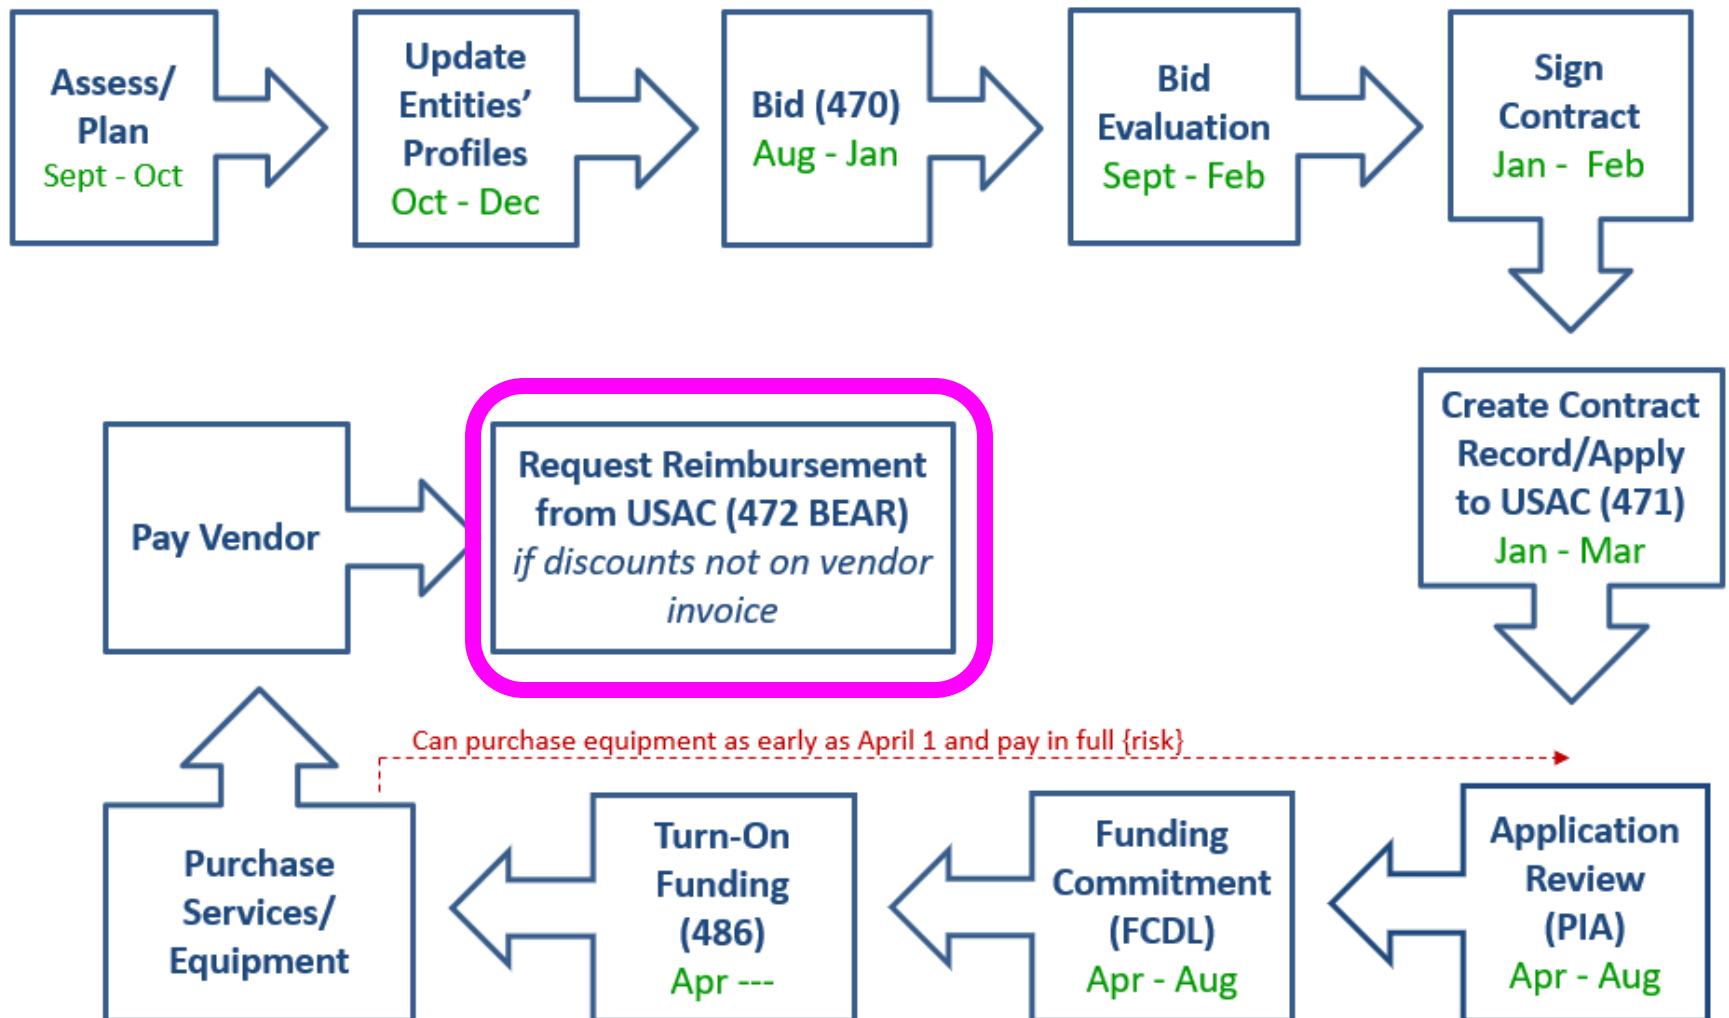 Assess/
Plan
Sept - Oct
Update
Entities’
Profiles
Oct - Dec
Bid (470)
Aug - Jan
Bid
Evaluation
Sept - Feb
Sign
Contract
Jan -  Feb
Create Contract
Record/Apply
to USAC (471)
Jan - Mar
Application
Review
(PIA)
Apr - Aug
Funding
Commitment
(FCDL)
Apr - Aug
Turn-On
Funding
(486)
Apr ---
Can purchase equipment as early as April 1 and pay in full {risk}
Purchase
Services/
Equipment
Pay Vendor
Request Reimbursement
from USAC (472 BEAR)
if discounts not on vendor
invoice